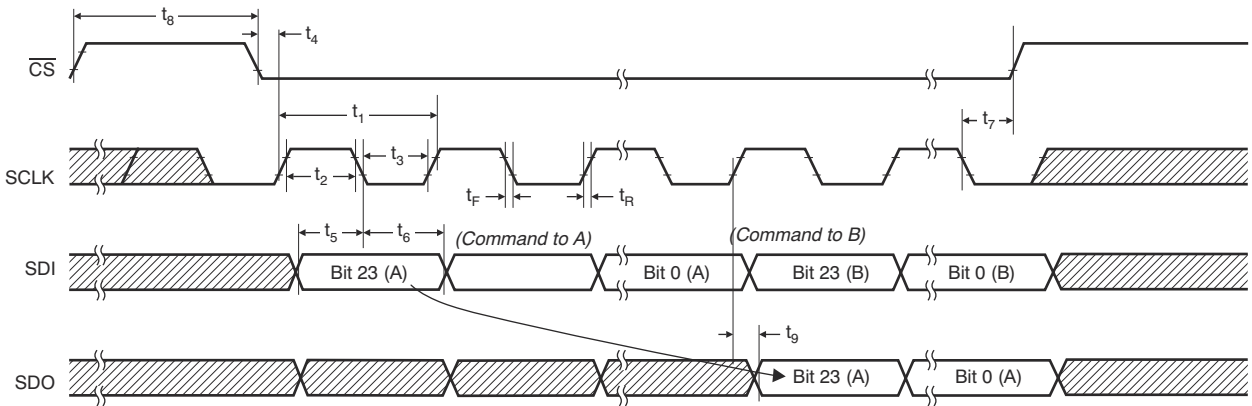 t8
t4
CS
t1
t7
SCLK
t2
t3
tF
tR
t5
t6
(Command to A)
(Command to B)
SDI
Bit 23 (A)
Bit 0 (A)
Bit 23 (B)
Bit 0 (B)
t9
SDO
Bit 23 (A)
Bit 0 (A)